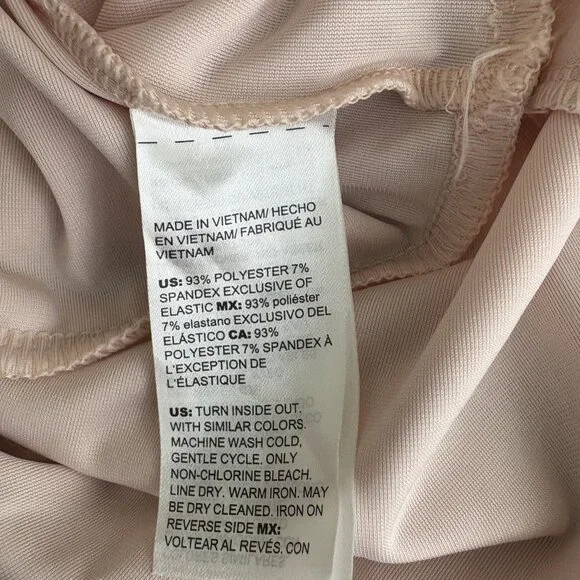 MADE IN VIETNAM/ HECHO
EN VIETNAM/ FABRIQUÉ AU
VIETNAM
US: 93% POLYESTER 7%
SPANDEX EXCLUSIVE OF
ELASTIC MX: 93% poliéster
7% elastano EXCLUSIVO DEL
ELÁSTICO CA: 93%
POLYESTER 7% SPANDEX À
L'EXCEPTION DE
L'ÉLASTIQUE
US: TURN INSIDE OUT.
WITH SIMILAR COLORS.
MACHINE WASH COLD,
GENTLE CYCLE. ONLY
NON-CHLORINE BLEACH.
LINE DRY. WARM IRON. MAY
BE DRY CLEANED. IRON ON
REVERSE SIDE MX:
VOLTEAR AL REVÉS. CON